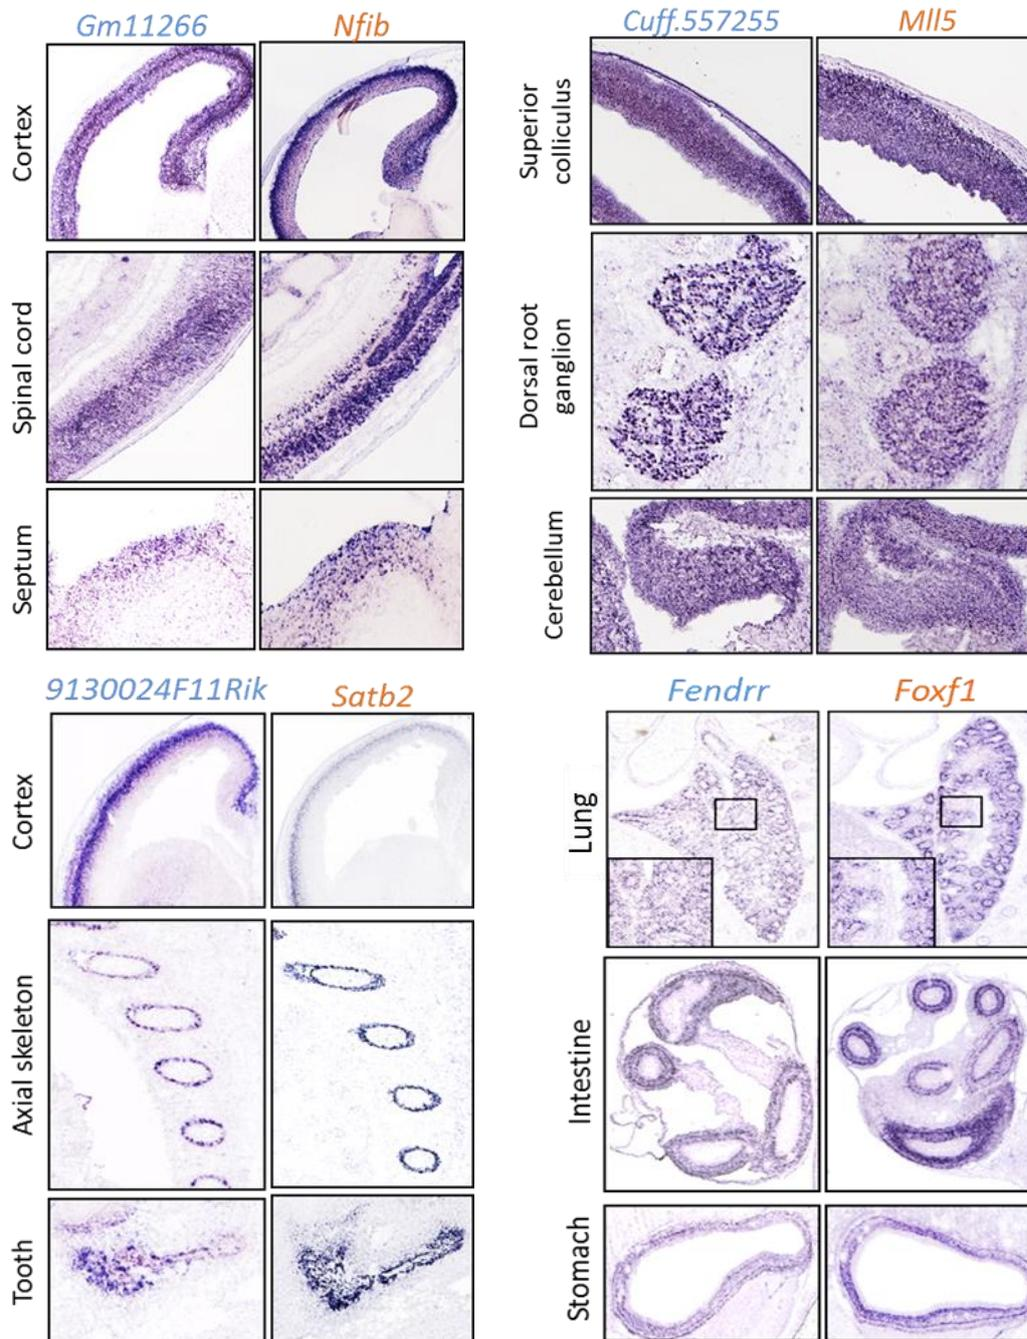 Gm11266 Nfib
Cortex
Spinal cord
Septum
Cuff.557255 Mll5
Superior
colliculus
Dorsal root
ganglion
Cerebellum
9130024F11Rik Satb2
Cortex
Axial skeleton
Tooth
Fendrr Foxf1
Lung
Intestine
Stomach